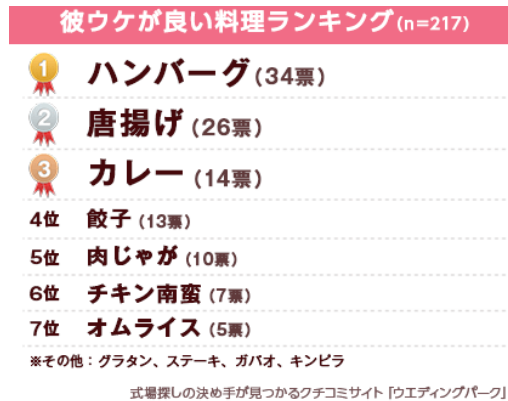 彼ウケが良い料理ランキング(n=217)
1 ハンバーグ(34票)
2 唐揚げ(26票)
3 カレー(14票)
4位 餃子(13票)
5位 肉じゃが(10票)
6位 チキン南蛮(7票)
7位 オムライス(5票)
※その他：グラタン、ステーキ、ガパオ、キンピラ
式場探しの決め手が見つかるクチコミサイト「ウエディングパーク」